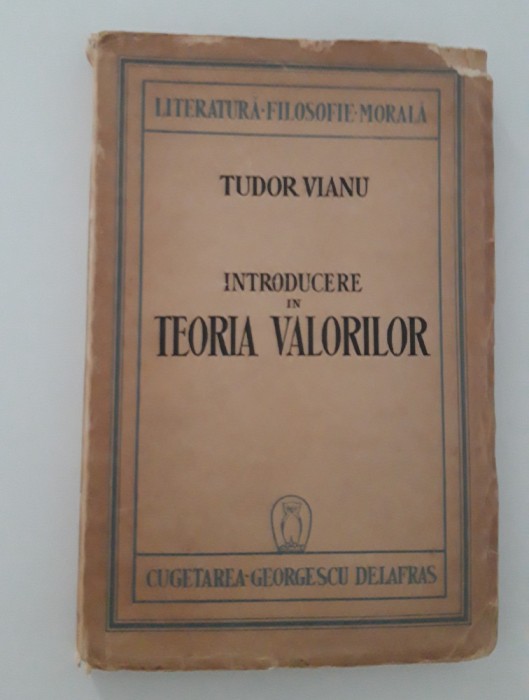 LITERATURĂ·FILOSOFIE·MORALĂ
TUDOR VIANU
INTRODUCERE
IN
TEORIA VALORILOR
CUGETAREA-GEORGESCU DELAFRAS